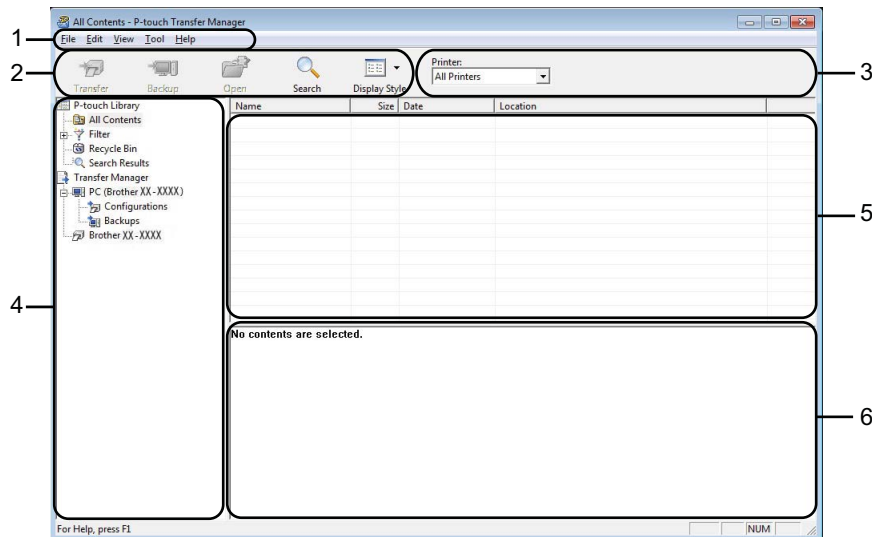 All Contents - P-touch Transfer Manager
1
File Edit View Tool Help
2
Transfer Backup Open Search Display Style
Printer:
All Printers
3
P-touch Library
All Contents
Filter
Recycle Bin
Search Results
Transfer Manager
PC (Brother XX-XXXX)
Configurations
Backups
Brother XX-XXXX
4
Name Size Date Location
5
No contents are selected.
6
For Help, press F1
NUM